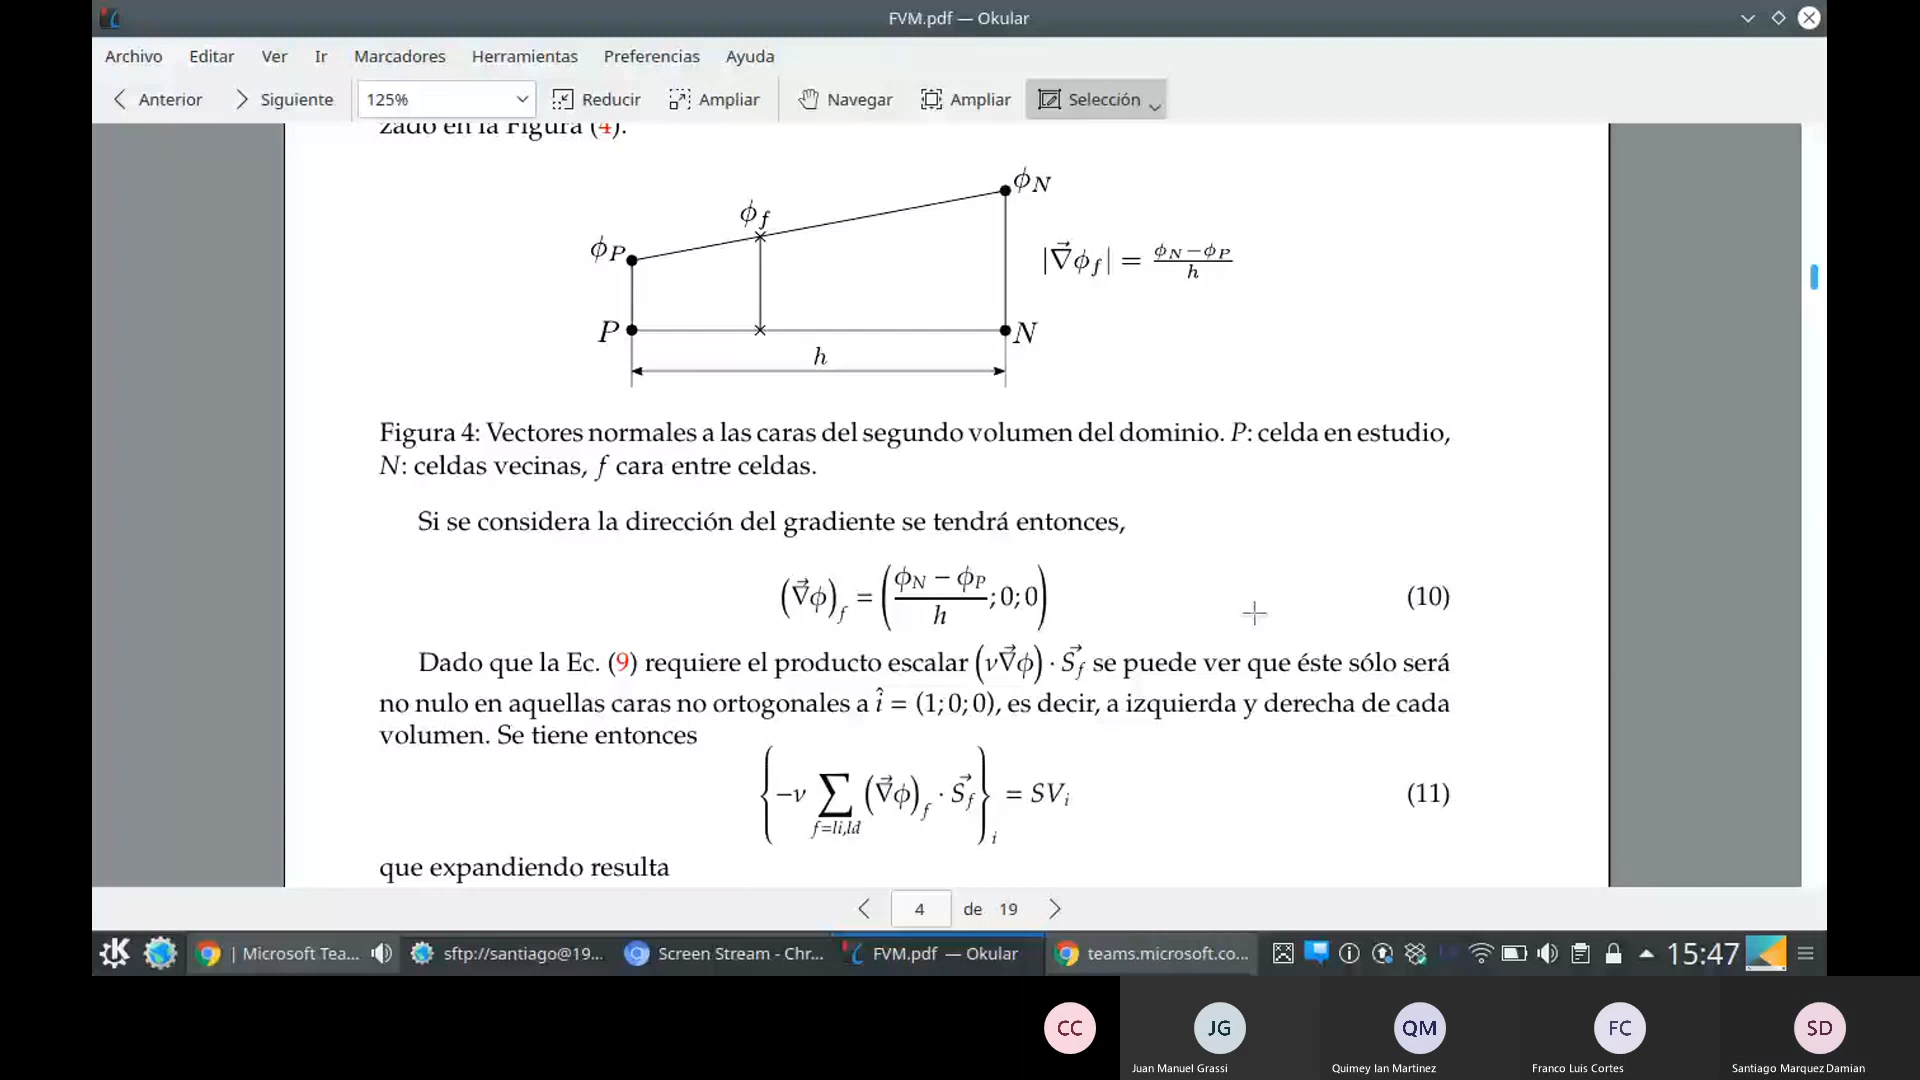 FVM.pdf — Okular
Archivo Editar Ver Ir Marcadores Herramientas Preferencias Ayuda
Anterior Siguiente 125% Reducir Ampliar Navegar Ampliar Selección
zado en la Figura (4).
ϕN
ϕf
ϕP
|∇⃗ϕf| = (ϕN − ϕP)/h
P N
h
Figura 4: Vectores normales a las caras del segundo volumen del dominio. P: celda en estudio,
N: celdas vecinas, f cara entre celdas.
Si se considera la dirección del gradiente se tendrá entonces,
(∇⃗ϕ)f = ((ϕN − ϕP)/h; 0; 0) (10)
Dado que la Ec. (9) requiere el producto escalar (ν∇⃗ϕ) · S⃗f se puede ver que éste sólo será
no nulo en aquellas caras no ortogonales a î = (1; 0; 0), es decir, a izquierda y derecha de cada
volumen. Se tiene entonces
{−ν ∑f=li,ld (∇⃗ϕ)f · S⃗f}i = SVi (11)
que expandiendo resulta
4 de 19
| Microsoft Tea... sftp://santiago@19... Screen Stream - Chr... FVM.pdf — Okular teams.microsoft.co... 15:47
CC JG QM FC SD
Juan Manuel Grassi Quimey Ian Martinez Franco Luis Cortes Santiago Marquez Damian